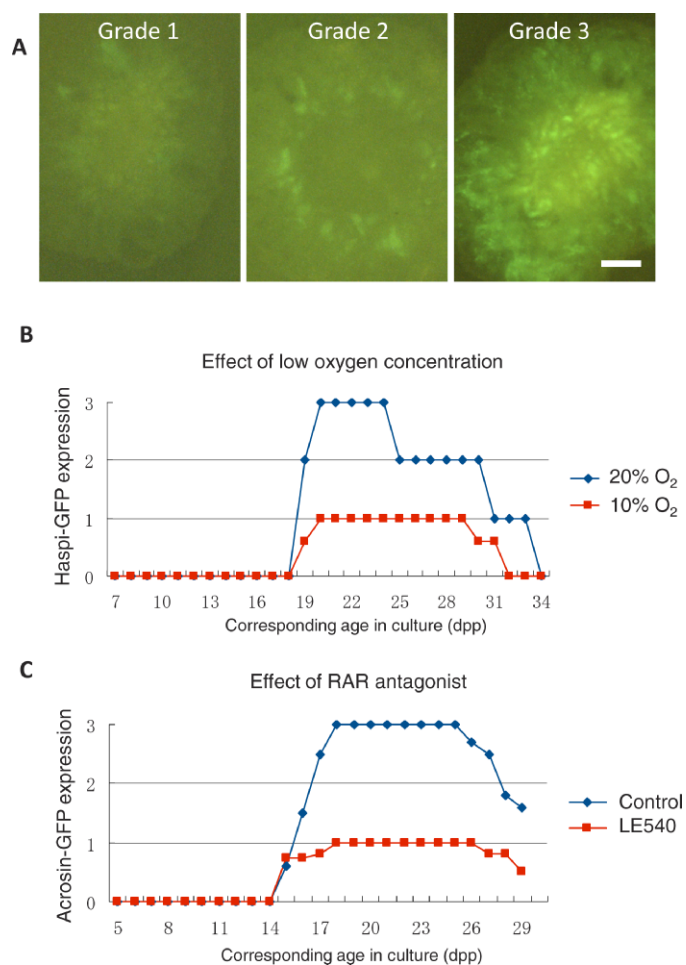 A
Grade 1 Grade 2 Grade 3
B
Effect of low oxygen concentration
Haspi-GFP expression
3
2
1
0
7 10 13 16 19 22 25 28 31 34
Corresponding age in culture (dpp)
20% O₂
10% O₂
C
Effect of RAR antagonist
Acrosin-GFP expression
3
2
1
0
5 8 11 14 17 20 23 26 29
Corresponding age in culture (dpp)
Control
LE540